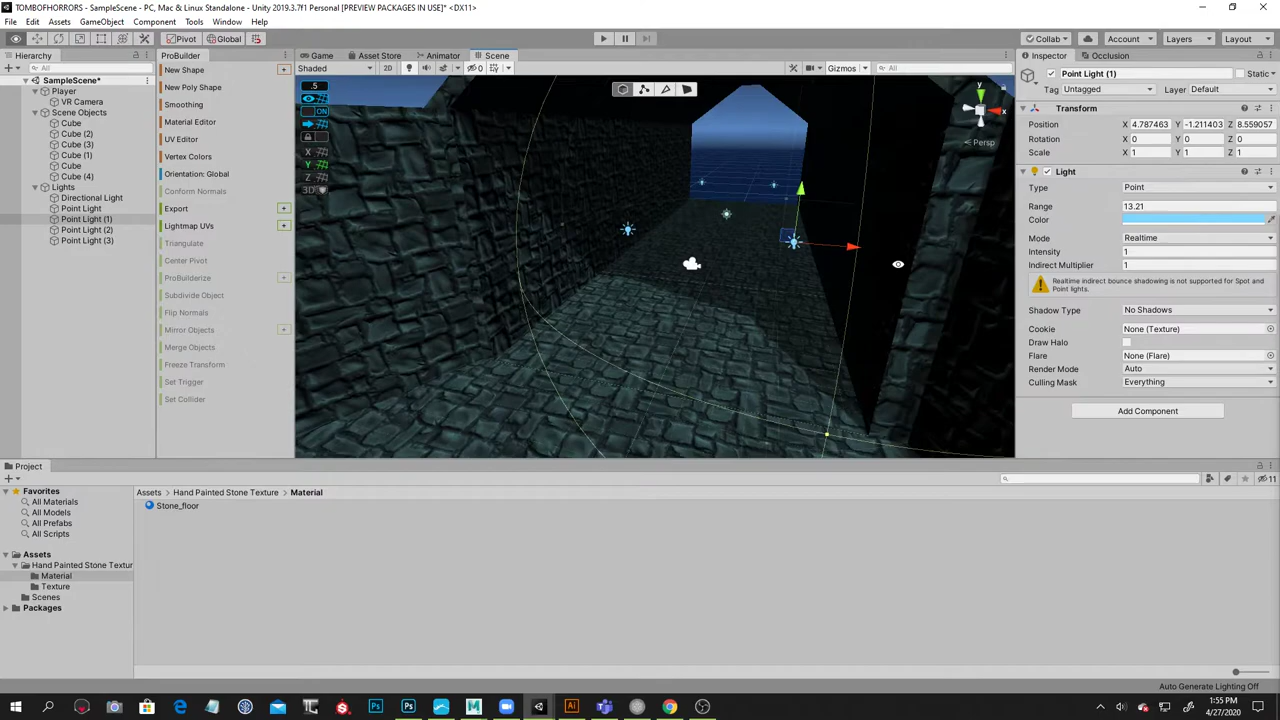 TOMBOFHORRORS - SampleScene - PC, Mac & Linux Standalone - Unity 2019.3.7f1 Personal [PREVIEW PACKAGES IN USE]* <DX11>
File Edit Assets GameObject Component Tools Window Help
Pivot Global Collab Account Layers Layout
Hierarchy ProBuilder Game Asset Store Animator Scene Inspector Occlusion
All Shaded 2D 0 Gizmos All
SampleScene*
Player
VR Camera
Scene Objects
Cube
Cube (2)
Cube (3)
Cube (1)
Cube
Cube (4)
Lights
Directional Light
Point Light
Point Light (1)
Point Light (2)
Point Light (3)
New Shape
New Poly Shape
Smoothing
Material Editor
UV Editor
Vertex Colors
Orientation: Global
Conform Normals
Export
Lightmap UVs
Triangulate
Center Pivot
ProBuilderize
Subdivide Object
Flip Normals
Mirror Objects
Merge Objects
Freeze Transform
Set Trigger
Set Collider
.5
ON
X
Y
Z
3D
y
x
Persp
Point Light (1) Static
Tag Untagged Layer Default
Transform
Position X 4.787463 Y -1.211403 Z 8.559057
Rotation X 0 Y 0 Z 0
Scale X 1 Y 1 Z 1
Light
Type Point
Range 13.21
Color
Mode Realtime
Intensity 1
Indirect Multiplier 1
Realtime indirect bounce shadowing is not supported for Spot and
Point lights.
Shadow Type No Shadows
Cookie None (Texture)
Draw Halo
Flare None (Flare)
Render Mode Auto
Culling Mask Everything
Add Component
Project
11
Favorites
All Materials
All Models
All Prefabs
All Scripts
Assets
Hand Painted Stone Textur
Material
Texture
Scenes
Packages
Assets Hand Painted Stone Texture Material
Stone_floor
Auto Generate Lighting Off
Ps Ps M Ai
1:55 PM
4/27/2020